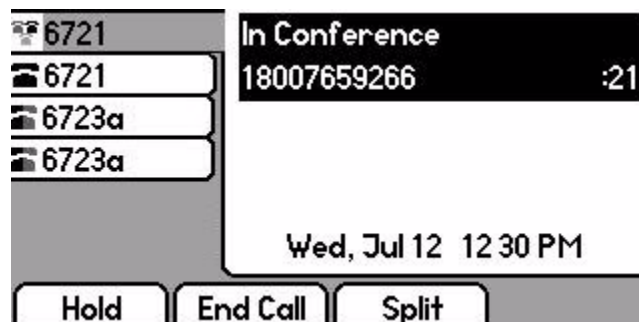 6721
6721
6723a
6723a
In Conference
18007659266 :21
Wed, Jul 12 12 30 PM
Hold End Call Split